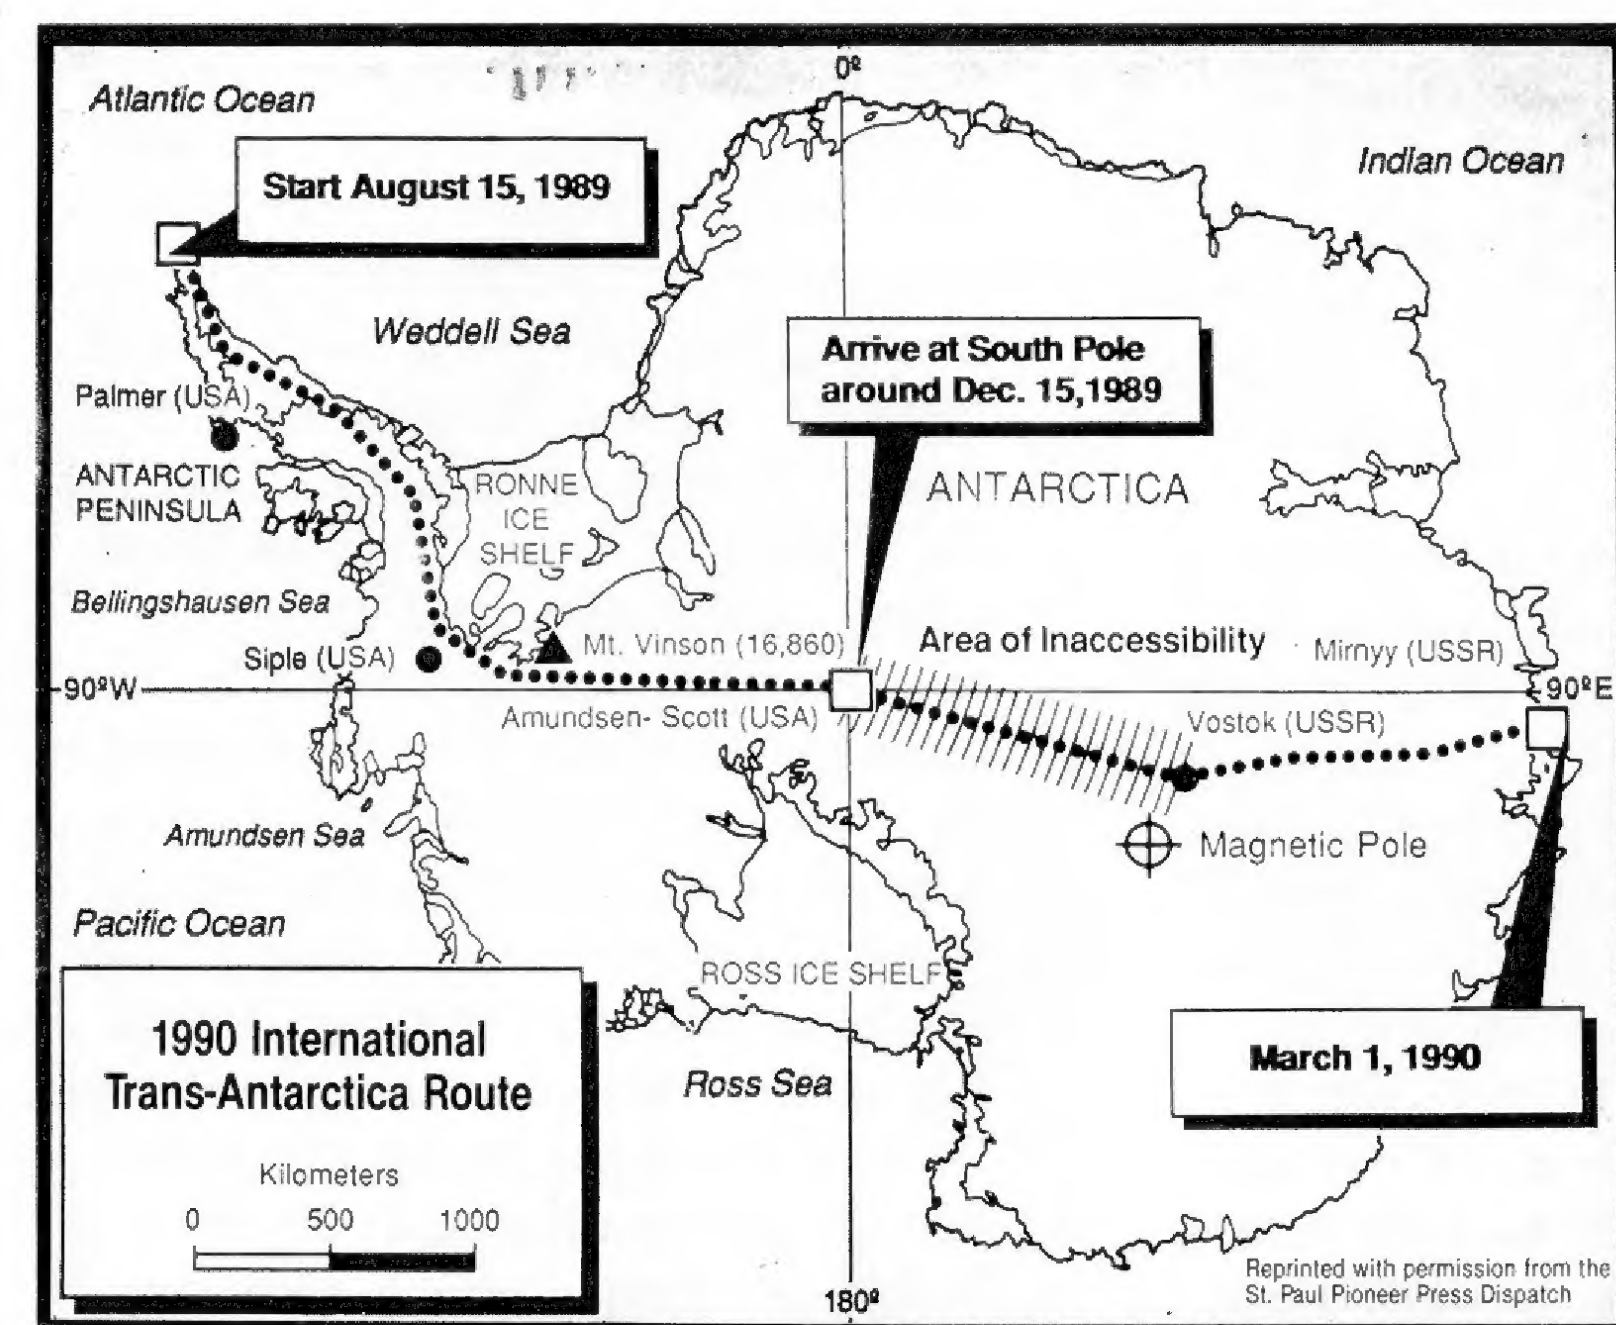 0º
Atlantic Ocean
Indian Ocean
Start August 15, 1989
Weddell Sea
Arrive at South Pole
around Dec. 15,1989
Palmer (USA)
ANTARCTIC
PENINSULA
RONNE
ICE
SHELF
ANTARCTICA
Bellingshausen Sea
Siple (USA)
Mt. Vinson (16,860)
Area of Inaccessibility
Mirnyy (USSR)
90ºW
90ºE
Amundsen- Scott (USA)
Vostok (USSR)
Amundsen Sea
Magnetic Pole
Pacific Ocean
ROSS ICE SHELF
1990 International
Trans-Antarctica Route
Ross Sea
March 1, 1990
Kilometers
0 500 1000
Reprinted with permission from the
St. Paul Pioneer Press Dispatch
180º